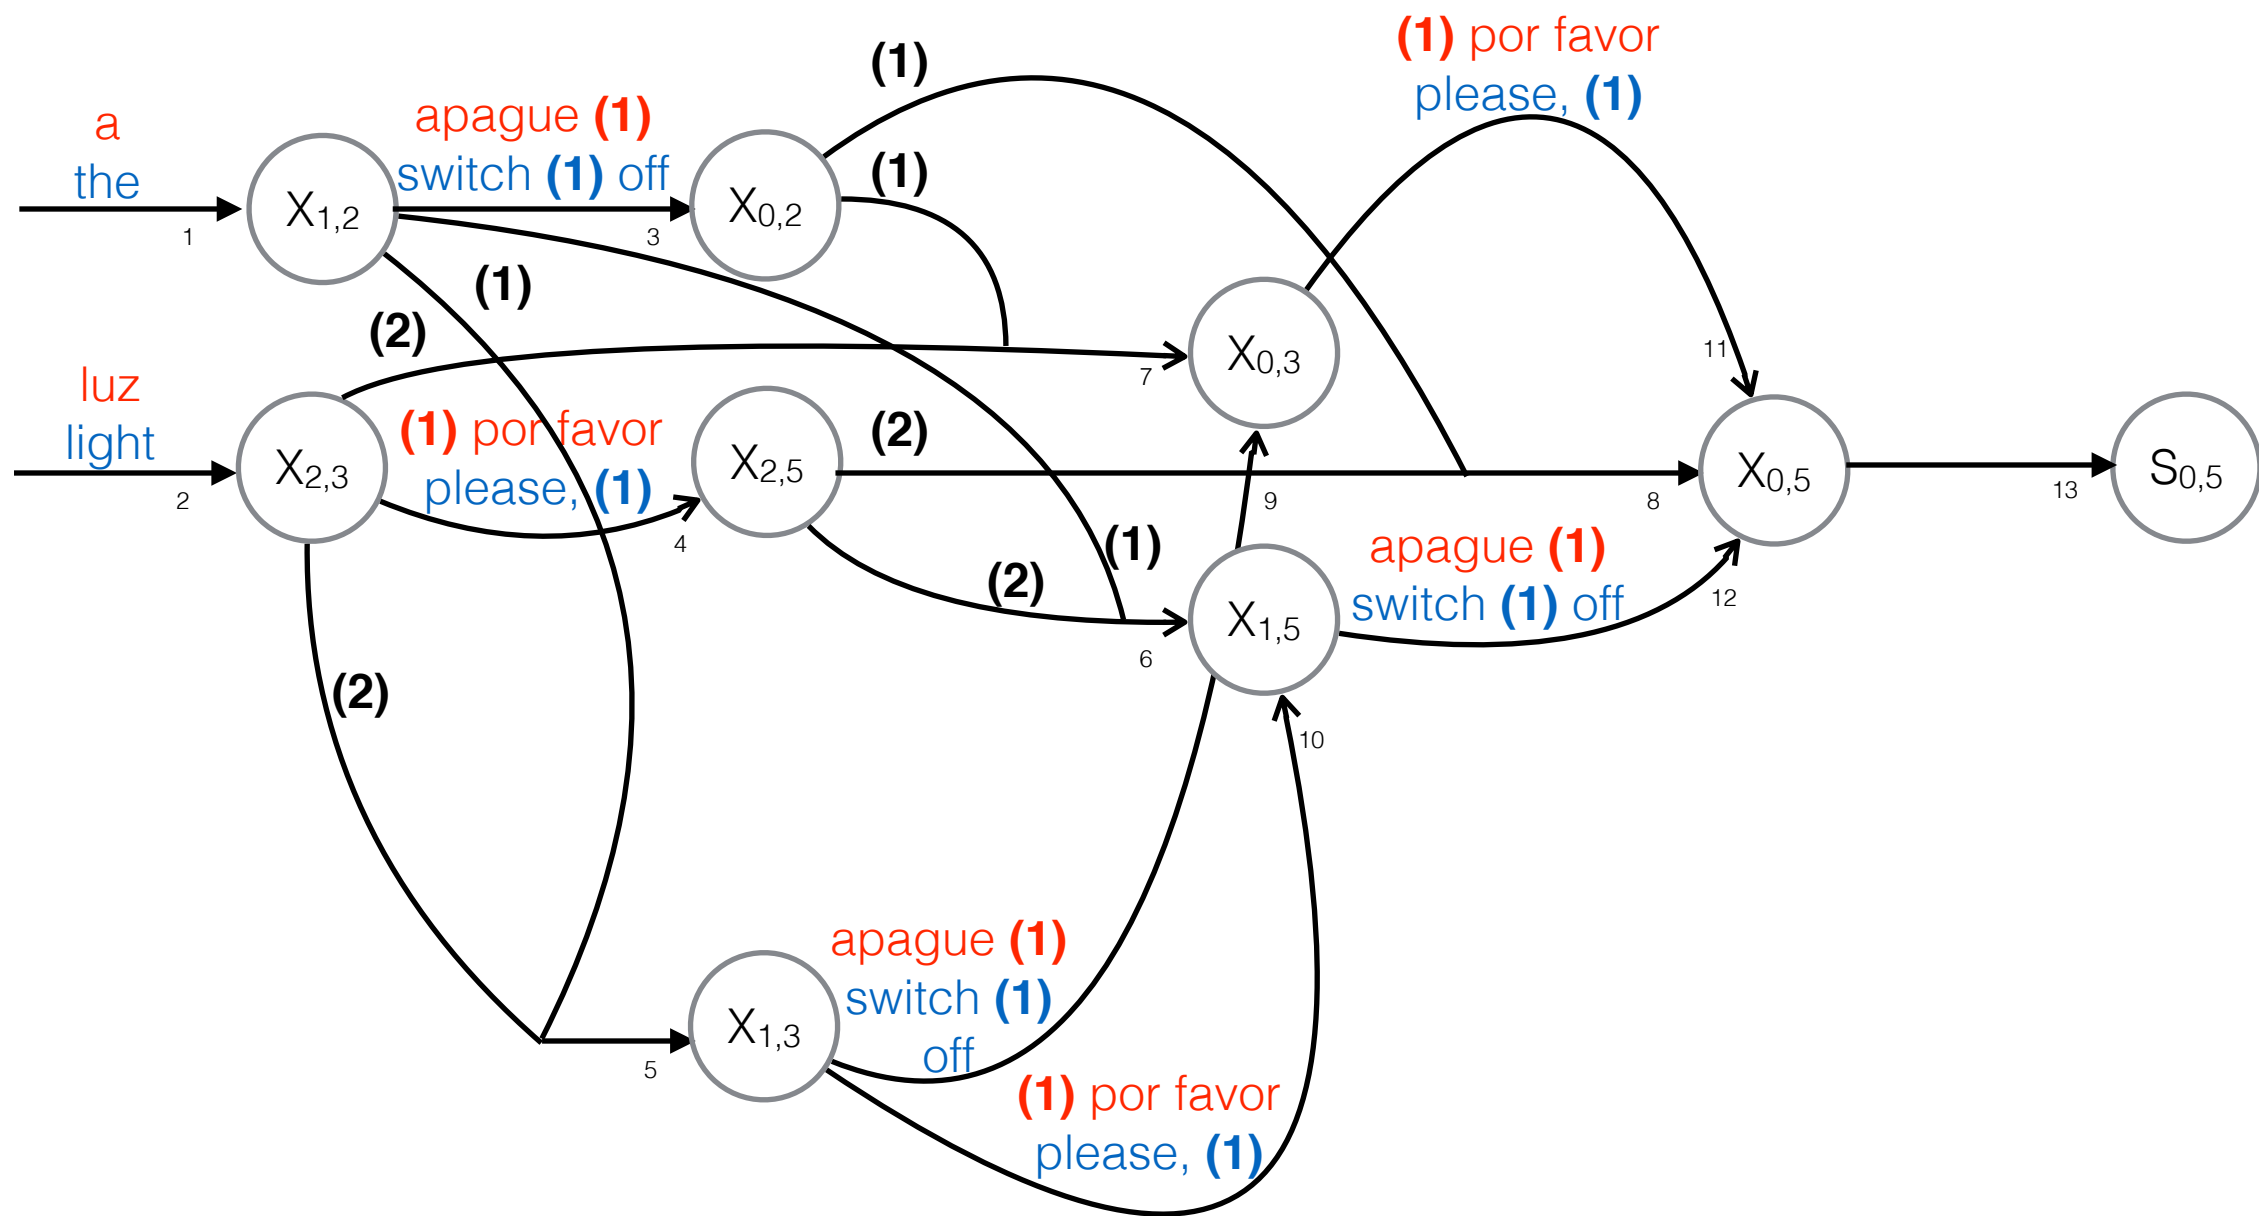 (1) por favor
please, (1)
(1)
a
the
1
X1,2
apague (1)
switch (1) off
3
X0,2
(1)
(1)
(2)
luz
light
2
X2,3
(1) por favor
please, (1)
4
X2,5
(2)
7
X0,3
11
9
8
X0,5
13
S0,5
(1)
(2)
6
X1,5
apague (1)
switch (1) off
12
(2)
10
5
X1,3
apague (1)
switch (1)
off
(1) por favor
please, (1)